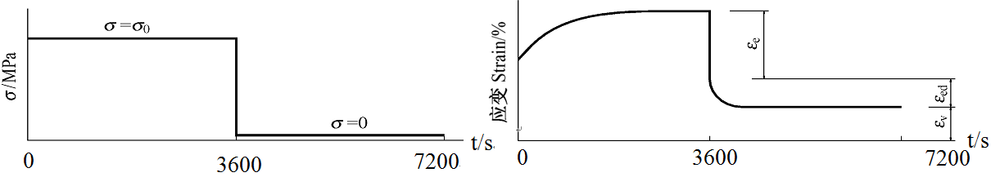 σ/MPa
σ=σ₀
σ=0
0
3600
7200
t/s
应变 Strain/%
εₑ
εed
εᵥ
0
3600
7200
t/s